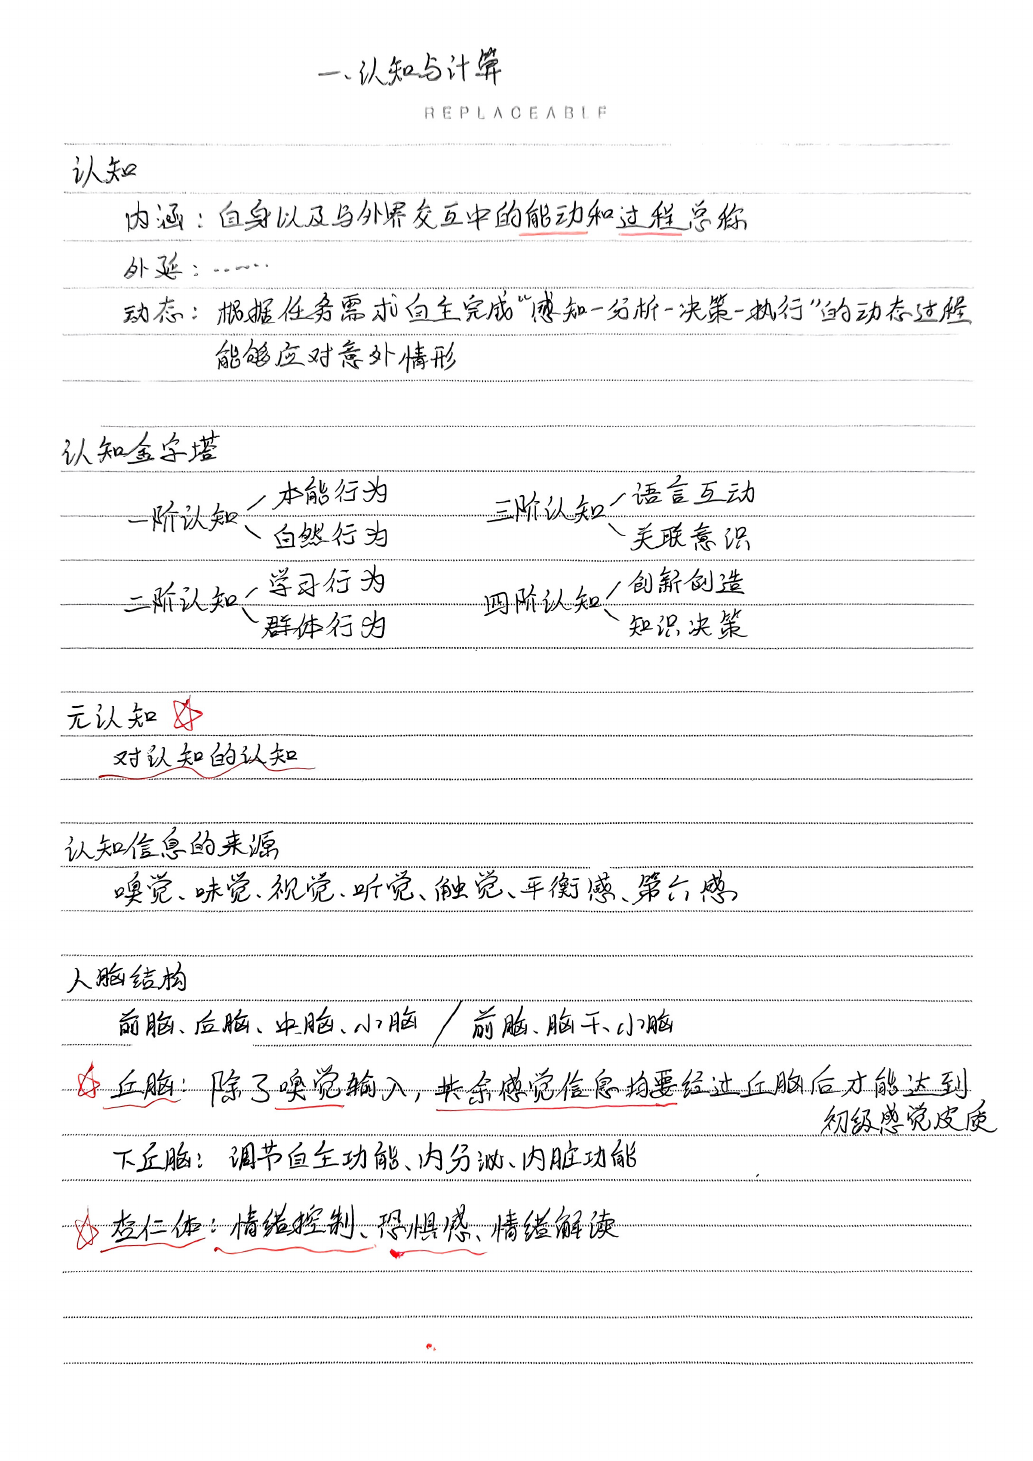 一、认知与计算
REPLACEABLE
认知
内涵：自身以及与外界交互中的能动和过程总称
外延：……
动态：根据任务需求自主完成“感知-分析-决策-执行”的动态过程
能够应对意外情形
认知金字塔
一阶认知 本能行为 自然行为
三阶认知 语言互动 关联意识
二阶认知 学习行为 群体行为
四阶认知 创新创造 知识决策
元认知
对认知的认知
认知信息的来源
嗅觉、味觉、视觉、听觉、触觉、平衡感、第六感
人脑结构
前脑、后脑、中脑、小脑 / 前脑、脑干、小脑
丘脑：除了嗅觉输入，其余感觉信息均要经过丘脑后才能达到
初级感觉皮质
下丘脑：调节自主功能、内分泌、内脏功能
杏仁体：情绪控制、恐惧感、情绪解读